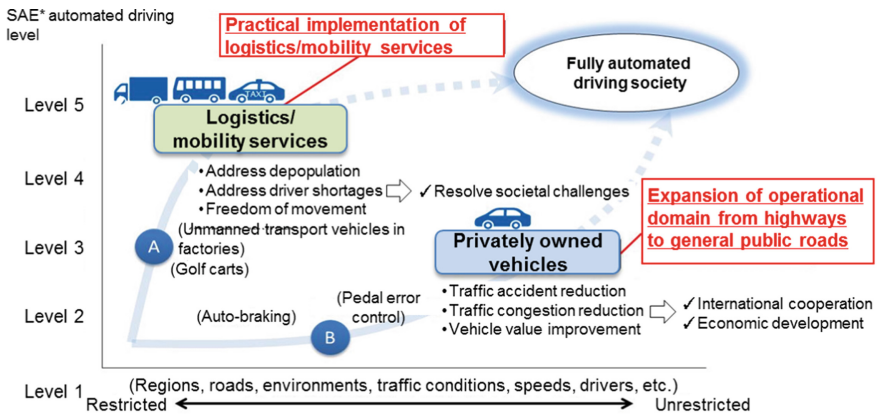 SAE* automated driving
level
Practical implementation of
logistics/mobility services
Fully automated
driving society
TAXI
Level 5
Logistics/
mobility services
Level 4
•Address depopulation
•Address driver shortages
•Freedom of movement
✓Resolve societal challenges
Expansion of operational
domain from highways
to general public roads
(Unmanned transport vehicles in
factories)
A
(Golf carts)
Level 3
Privately owned
vehicles
Level 2
(Auto-braking)
(Pedal error
control)
B
•Traffic accident reduction
•Traffic congestion reduction
•Vehicle value improvement
✓International cooperation
✓Economic development
Level 1
(Regions, roads, environments, traffic conditions, speeds, drivers, etc.)
Restricted
Unrestricted